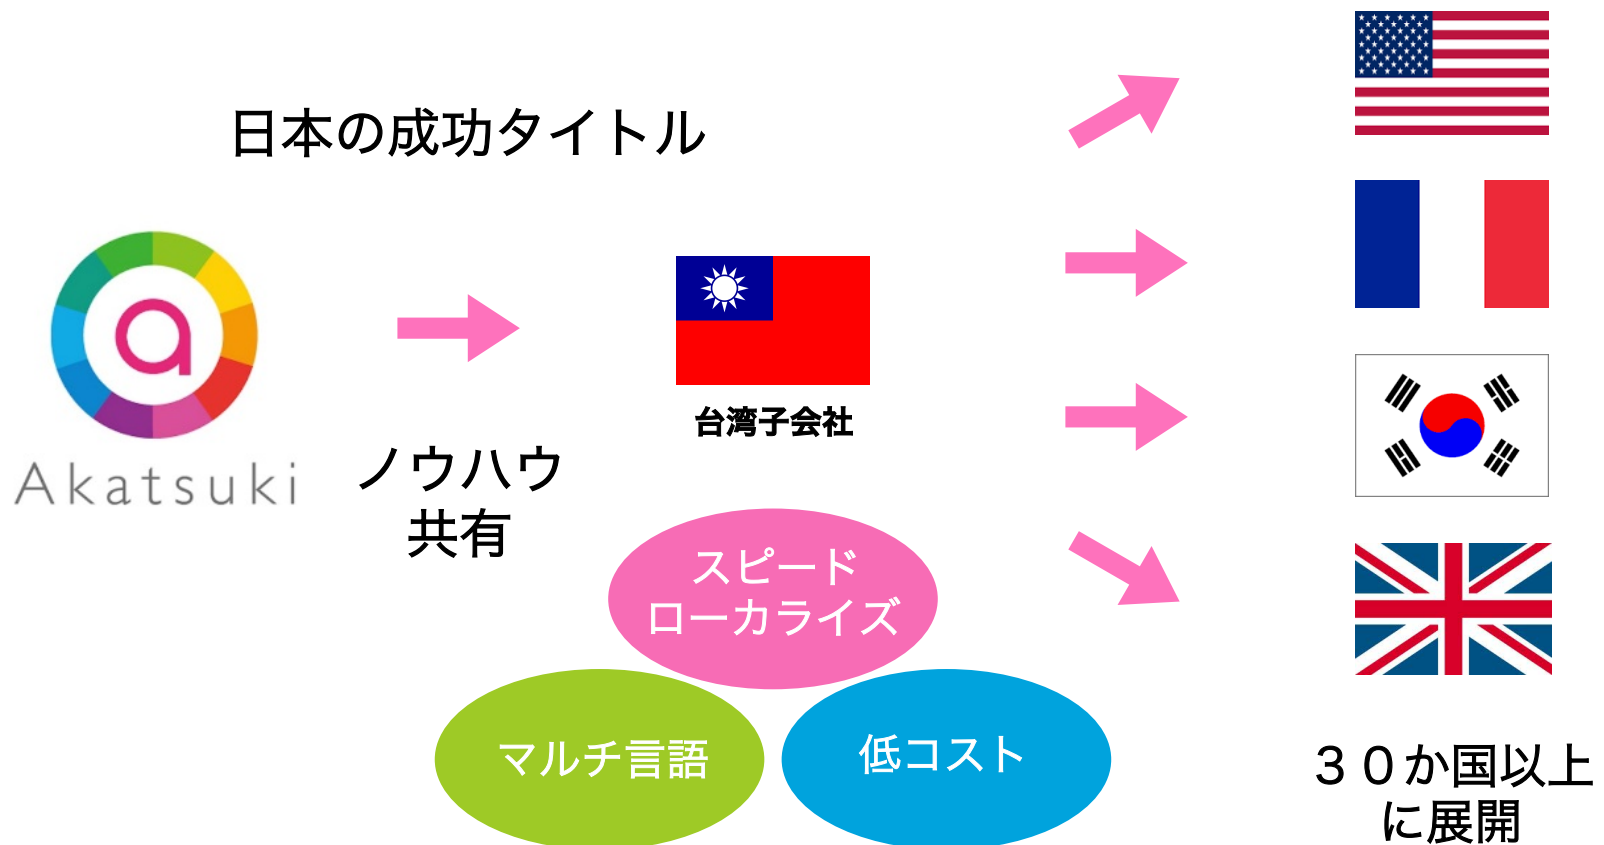 日本の成功タイトル
Akatsuki
ノウハウ
共有
台湾子会社
スピード
ローカライズ
マルチ言語
低コスト
３０か国以上
に展開